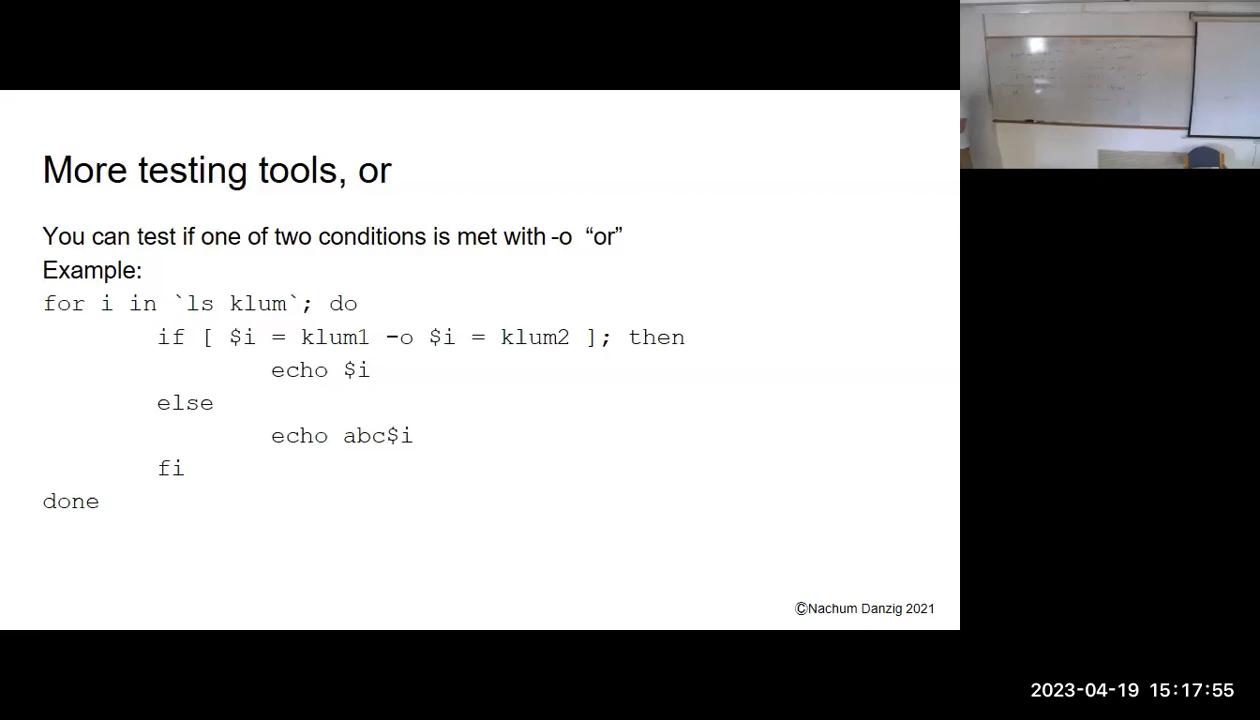 More testing tools, or
You can test if one of two conditions is met with -o “or”
Example:
for i in `ls klum`; do
if [ $i = klum1 -o $i = klum2 ]; then
echo $i
else
echo abc$i
fi
done
©Nachum Danzig 2021
2023-04-19 15:17:55